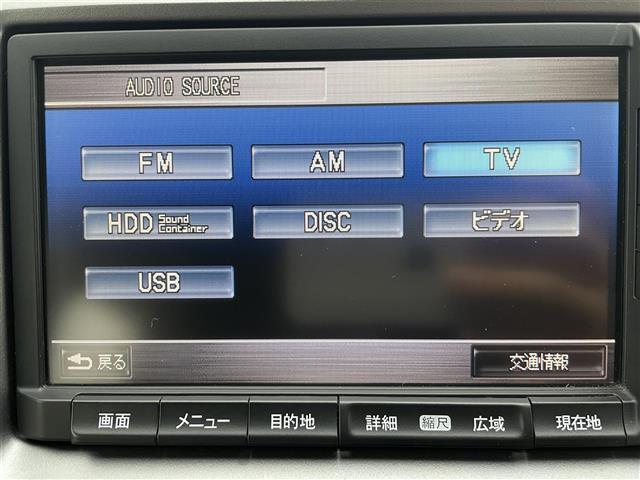 AUDIO SOURCE
FM AM TV
HDD Sound Container DISC ビデオ
USB
戻る 交通情報
画面 メニュー 目的地 詳細 縮尺 広域 現在地